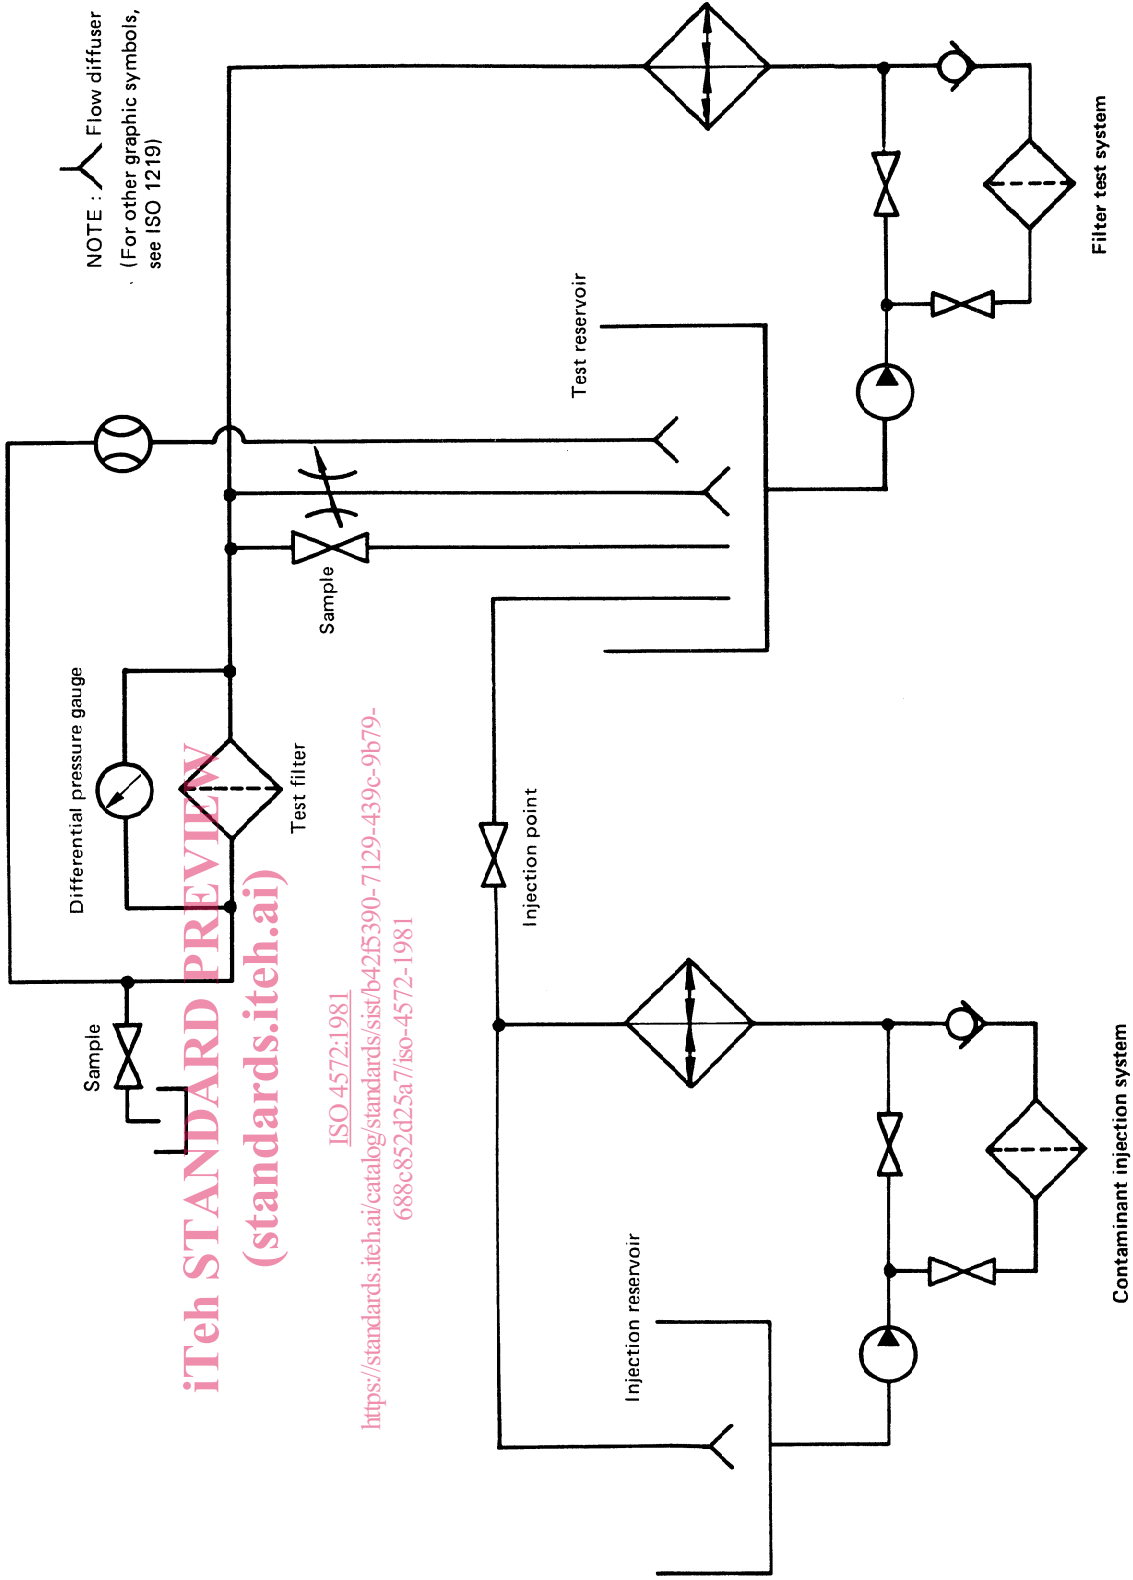 NOTE : Flow diffuser
(For other graphic symbols,
see ISO 1219)
Differential pressure gauge
Sample
Test filter
Sample
Test reservoir
Filter test system
Injection point
Injection reservoir
Contaminant injection system
iTeh STANDARD PREVIEW
(standards.iteh.ai)
ISO 4572:1981
https://standards.iteh.ai/catalog/standards/sist/b42f5390-7129-439c-9b79-
688c852d25a7/iso-4572-1981